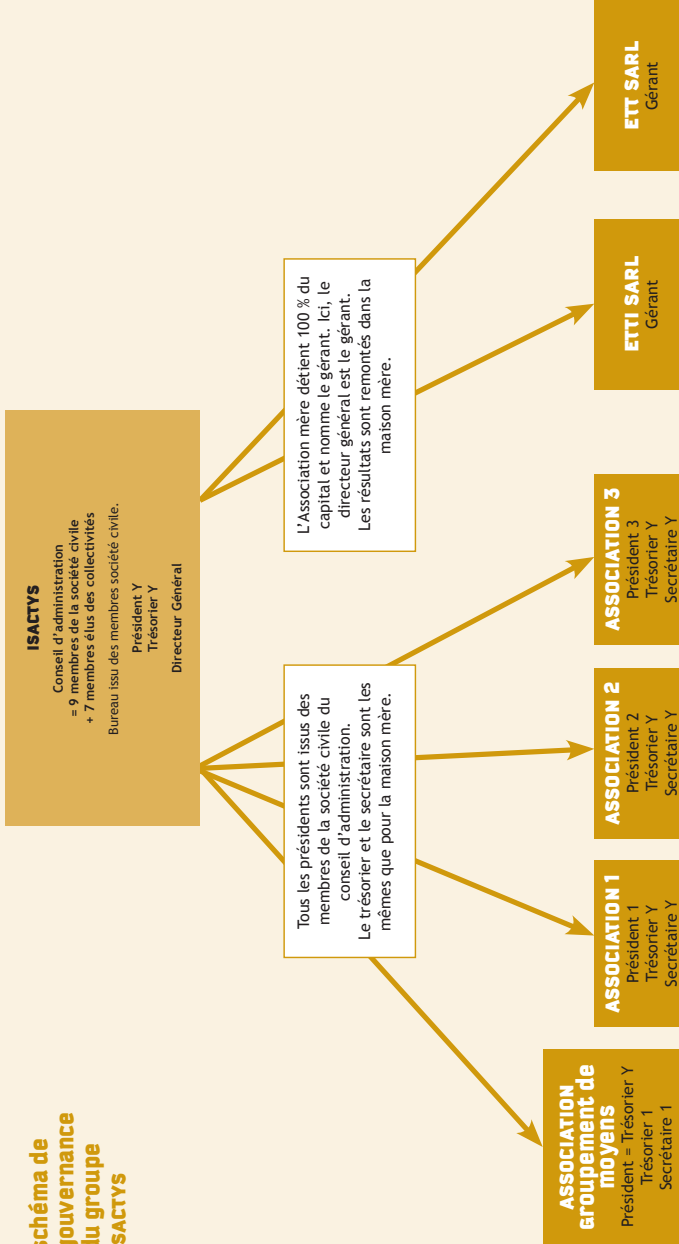 schéma de
gouvernance
du groupe
ISACTYS
ISACTYS
Conseil d'administration
= 9 membres de la société civile
+ 7 membres élus des collectivités
Bureau issu des membres société civile.
Président Y
Trésorier Y
Directeur Général
Tous les présidents sont issus des
membres de la société civile du
conseil d'administration.
Le trésorier et le secrétaire sont les
mêmes que pour la maison mère.
L'Association mère détient 100 % du
capital et nomme le gérant. Ici, le
directeur général est le gérant.
Les résultats sont remontés dans la
maison mère.
ASSOCIATION
groupement de
moyens
Président = Trésorier Y
Trésorier 1
Secrétaire 1
ASSOCIATION 1
Président 1
Trésorier Y
Secrétaire Y
ASSOCIATION 2
Président 2
Trésorier Y
Secrétaire Y
ASSOCIATION 3
Président 3
Trésorier Y
Secrétaire Y
ETTI SARL
Gérant
ETT SARL
Gérant